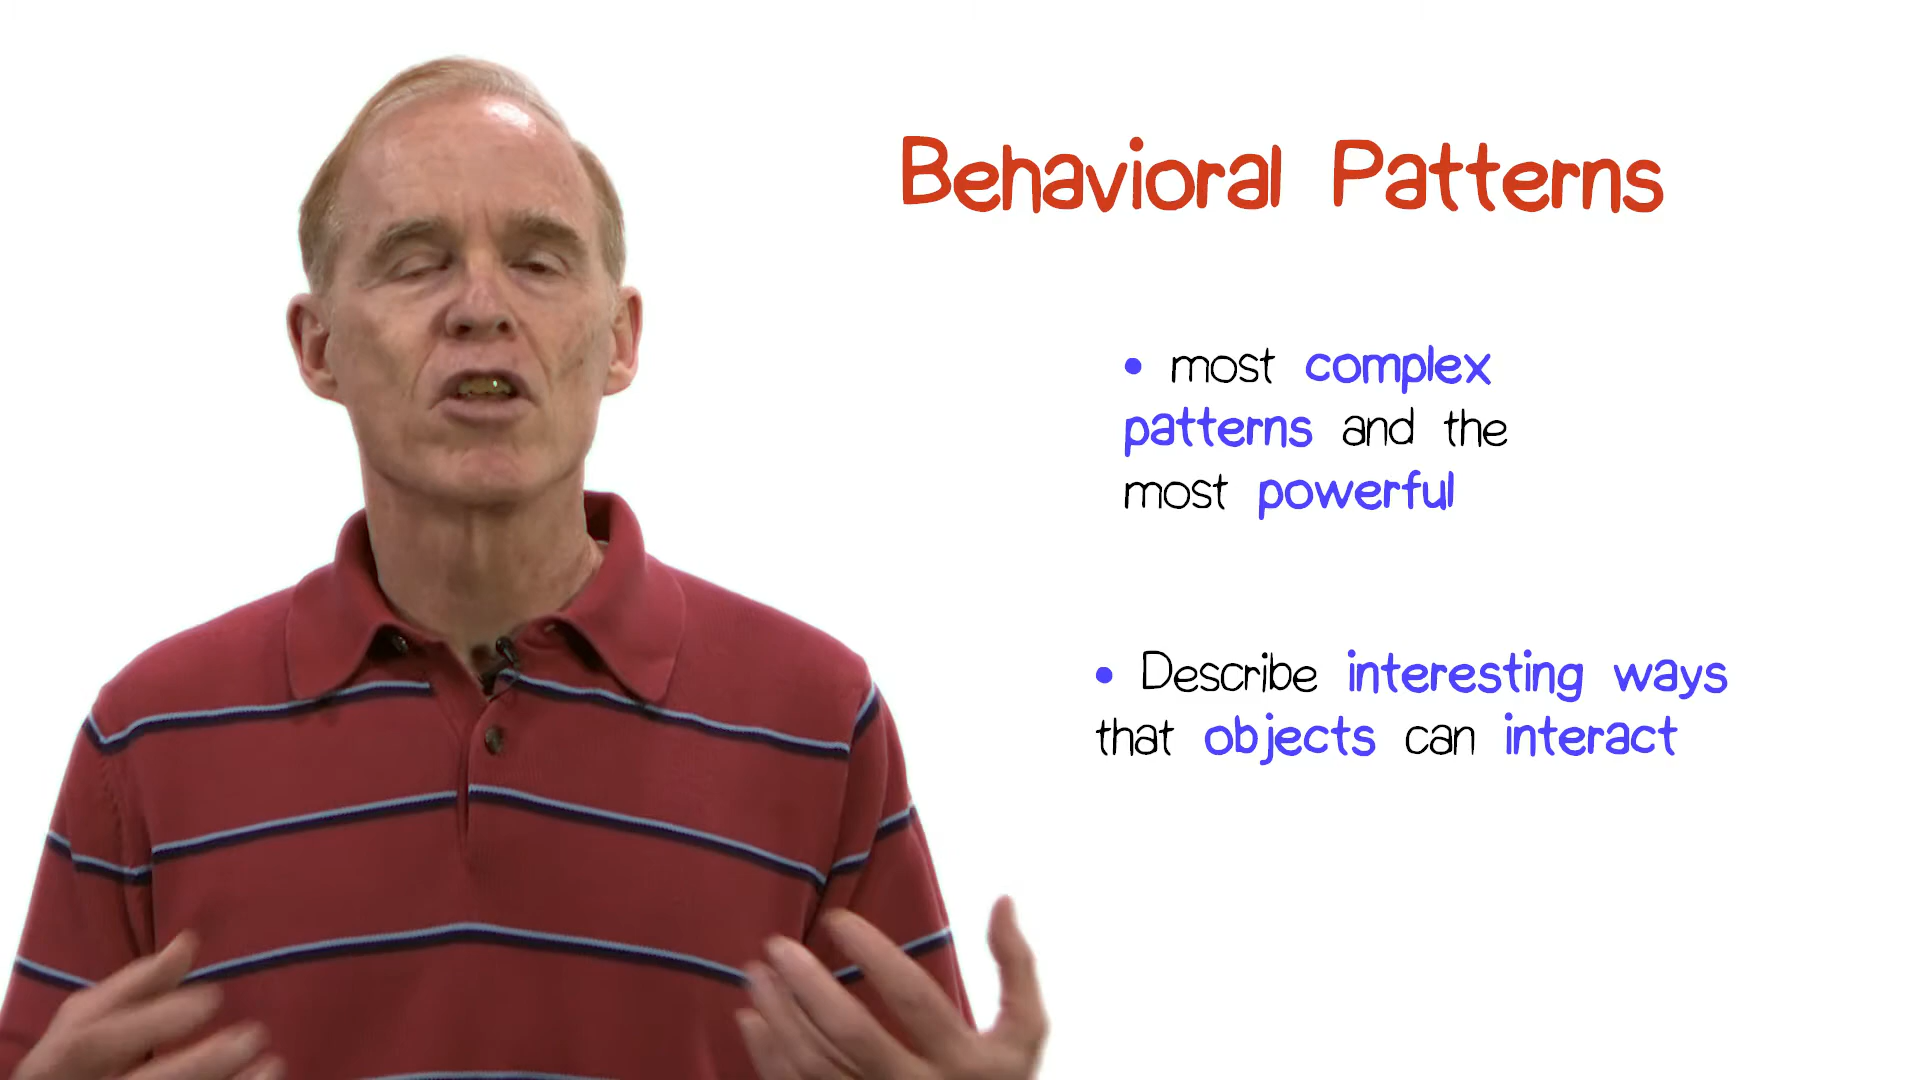 Behavioral Patterns
• most complex
patterns and the
most powerful
• Describe interesting ways
that objects can interact